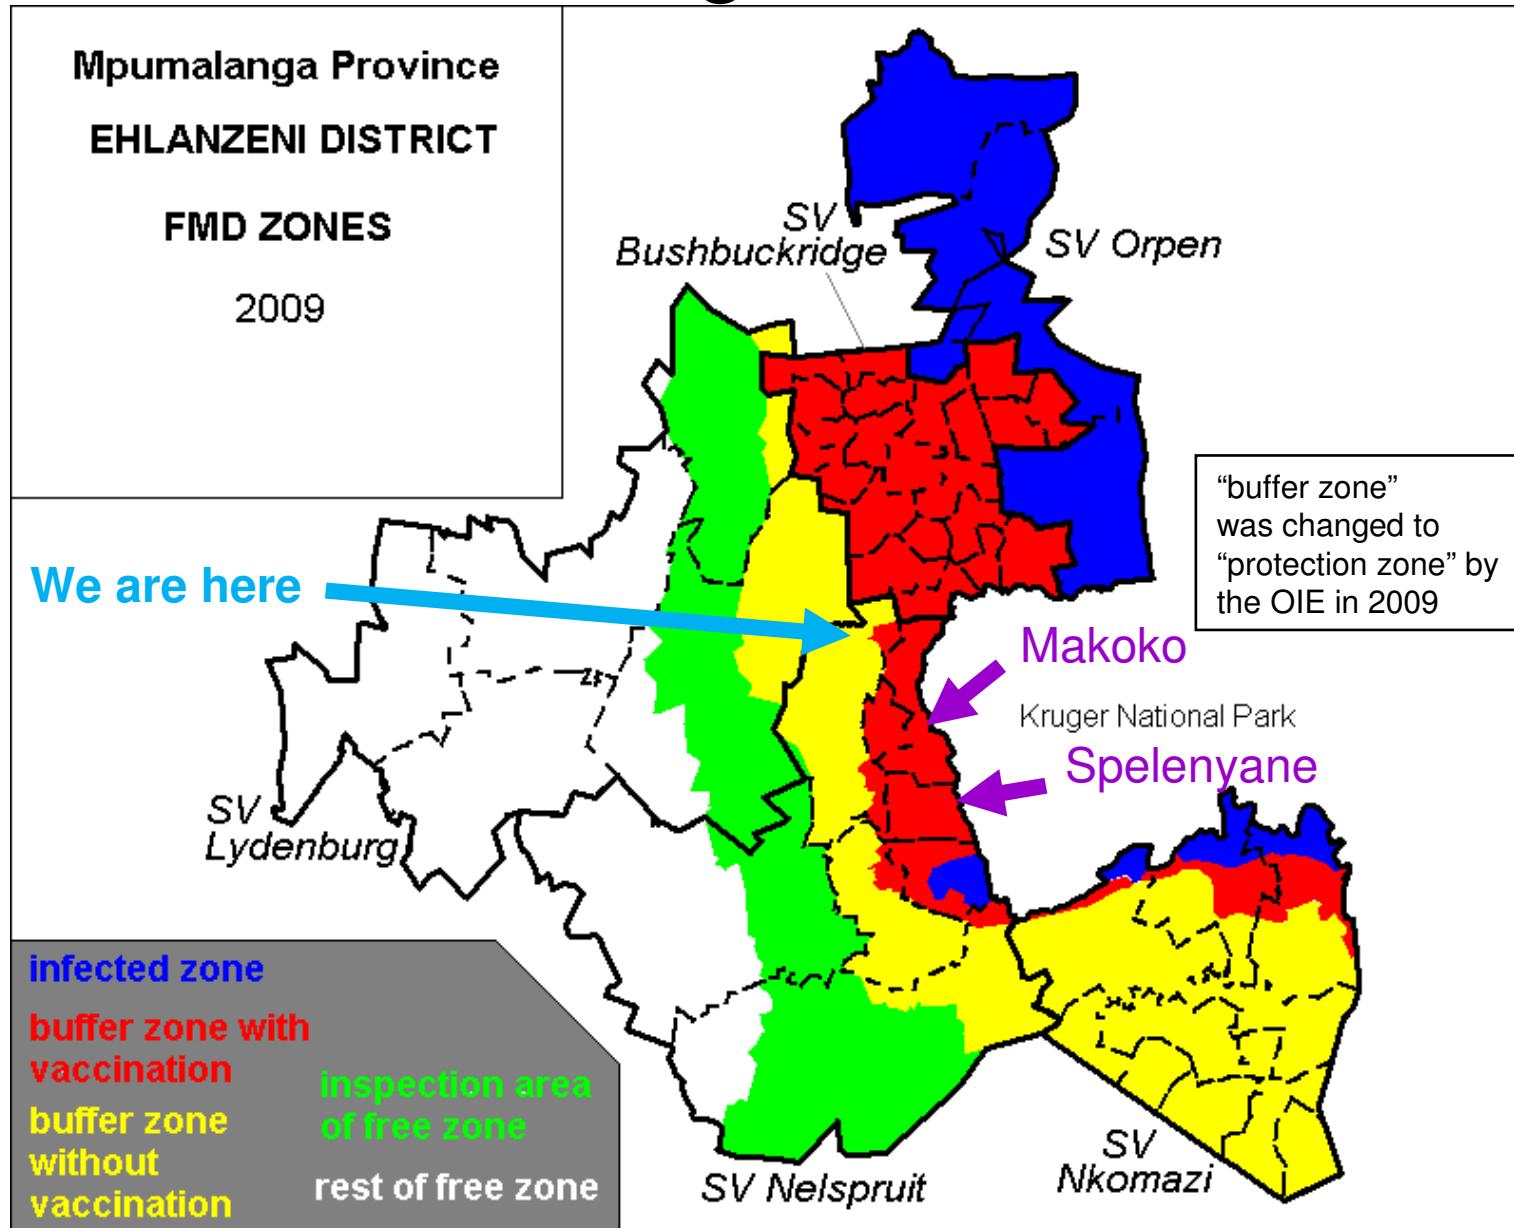 Mpumalanga Province
EHLANZENI DISTRICT
FMD ZONES
2009
SV
Bushbuckridge
SV Orpen
“buffer zone”
was changed to
“protection zone” by
the OIE in 2009
We are here
Makoko
Kruger National Park
Spelenyane
SV
Lydenburg
infected zone
buffer zone with
vaccination
inspection area
of free zone
buffer zone
without
vaccination
rest of free zone
SV Nelspruit
SV
Nkomazi